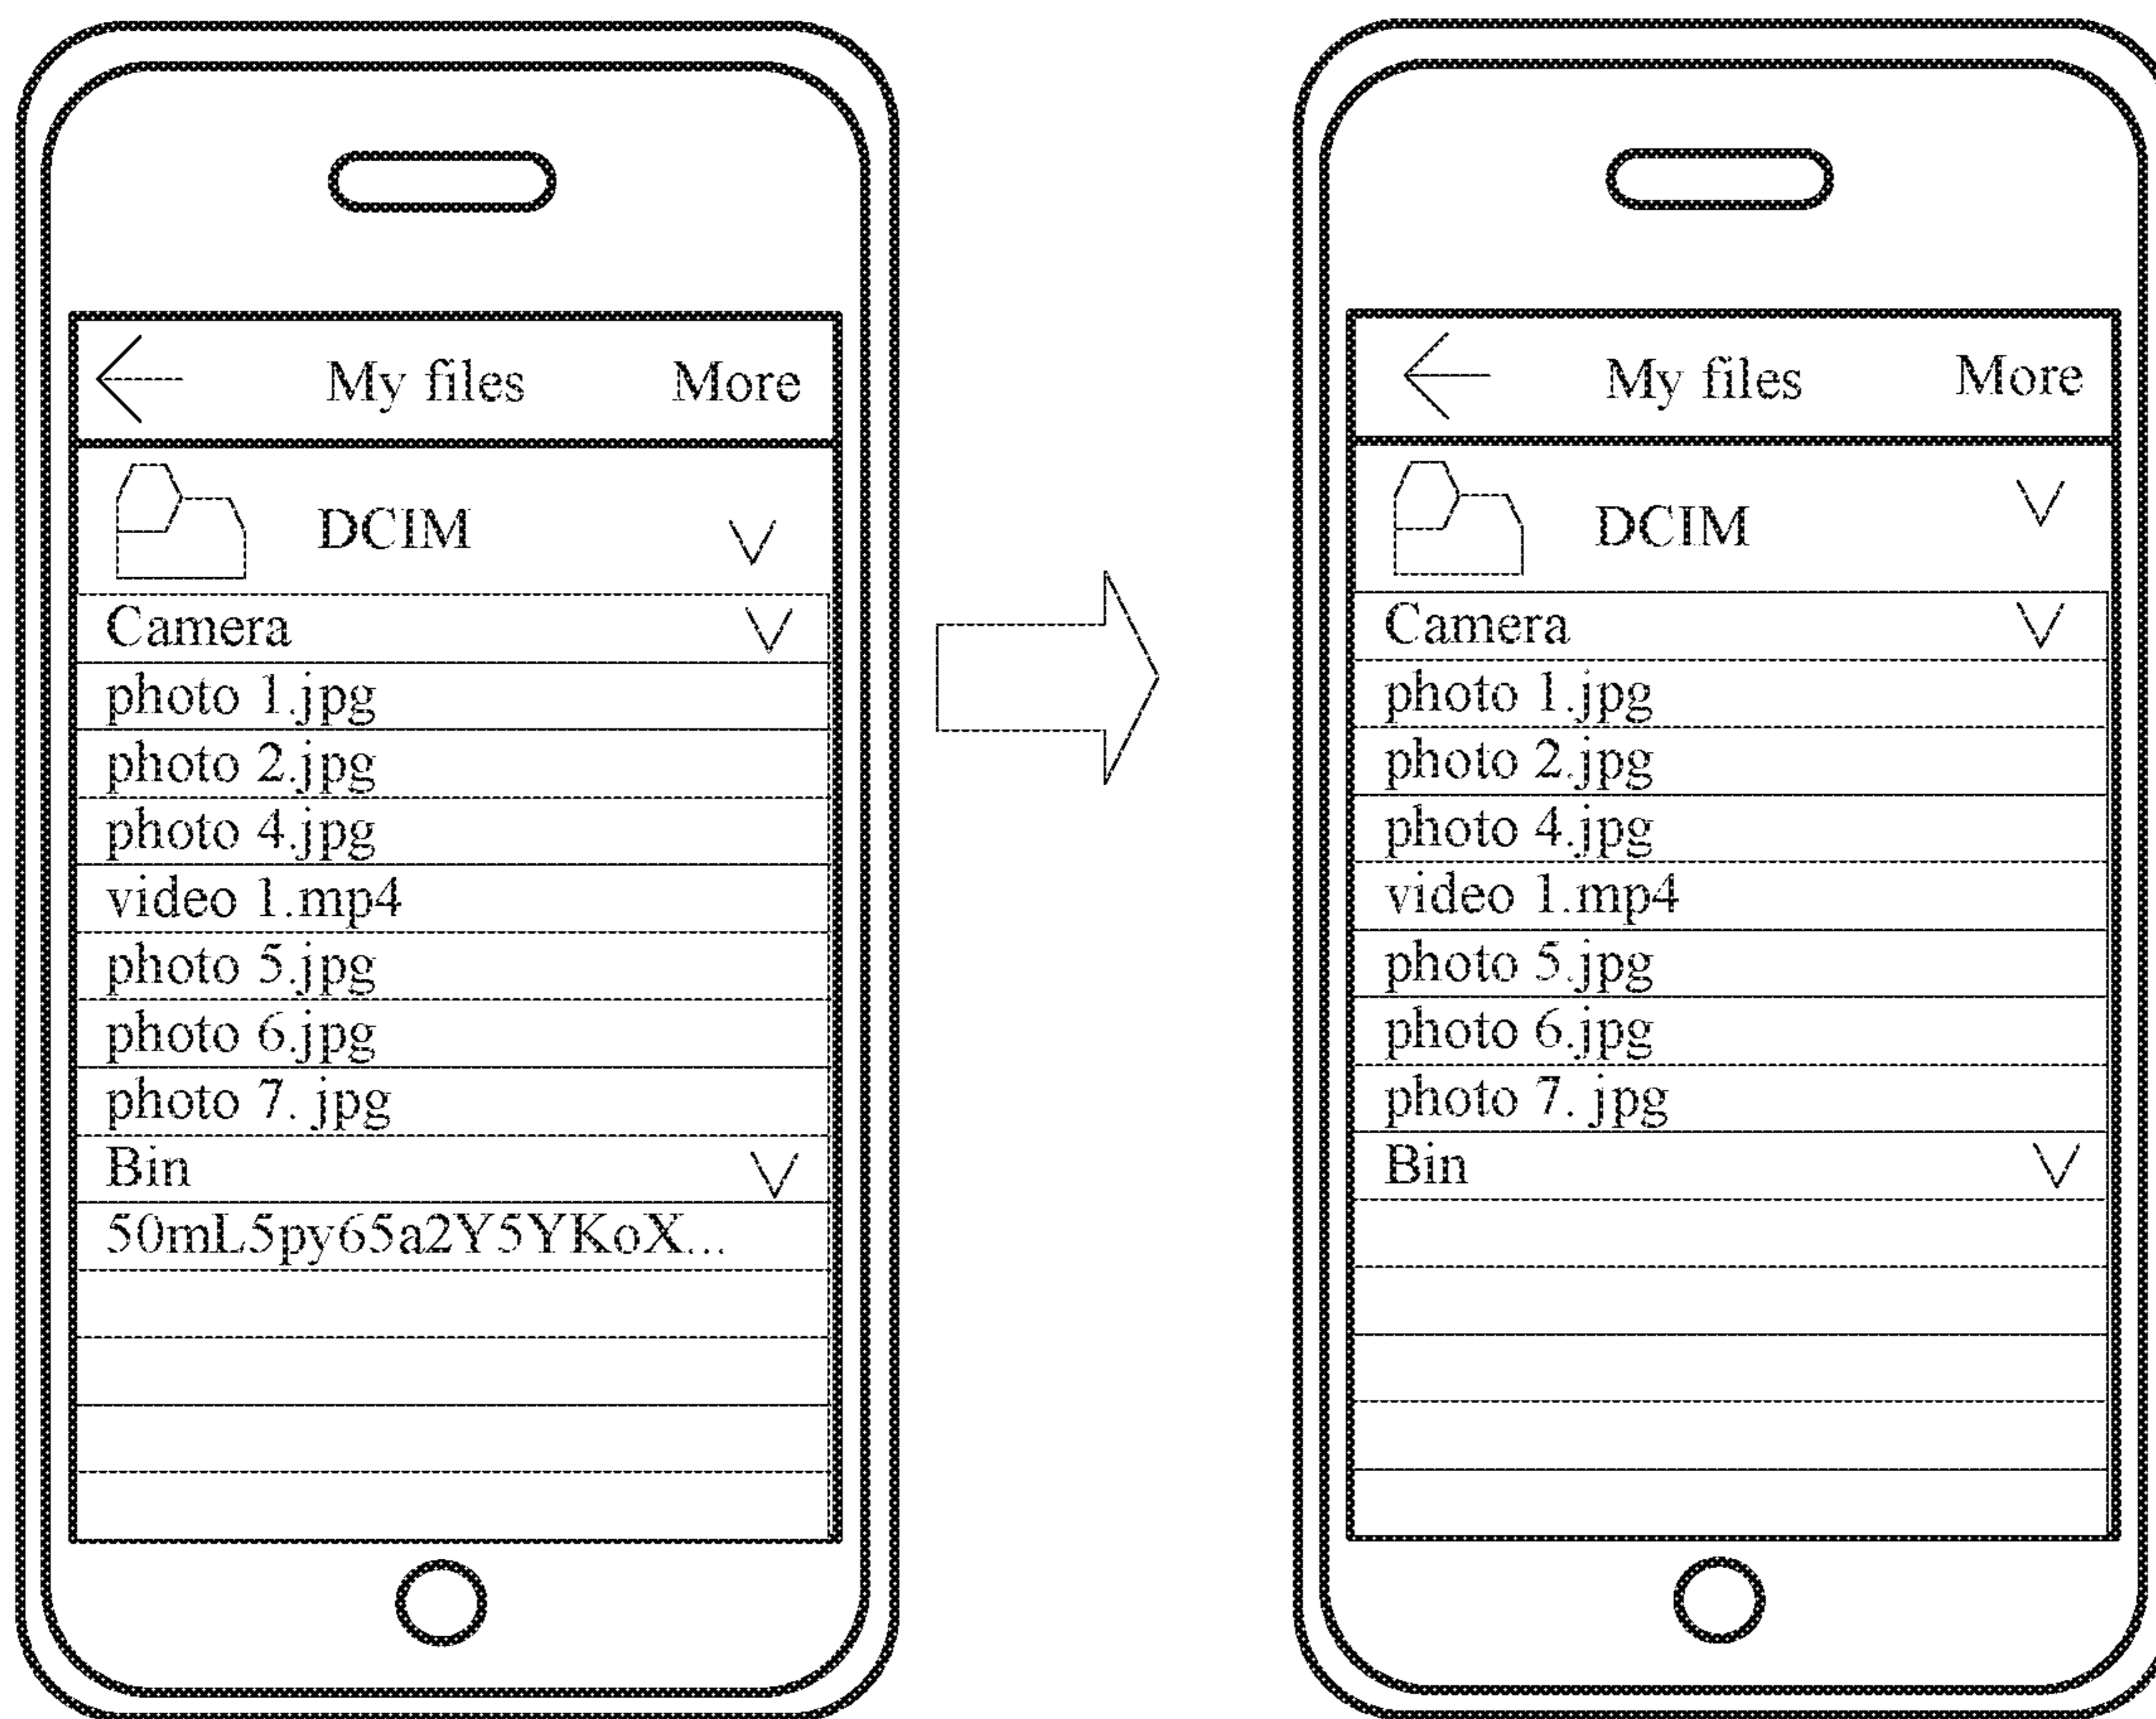 My files More
DCIM
Camera
photo 1.jpg
photo 2.jpg
photo 4.jpg
video 1.mp4
photo 5.jpg
photo 6.jpg
photo 7. jpg
Bin
50mL5py65a2Y5YKoX...
My files More
DCIM
Camera
photo 1.jpg
photo 2.jpg
photo 4.jpg
video 1.mp4
photo 5.jpg
photo 6.jpg
photo 7. jpg
Bin